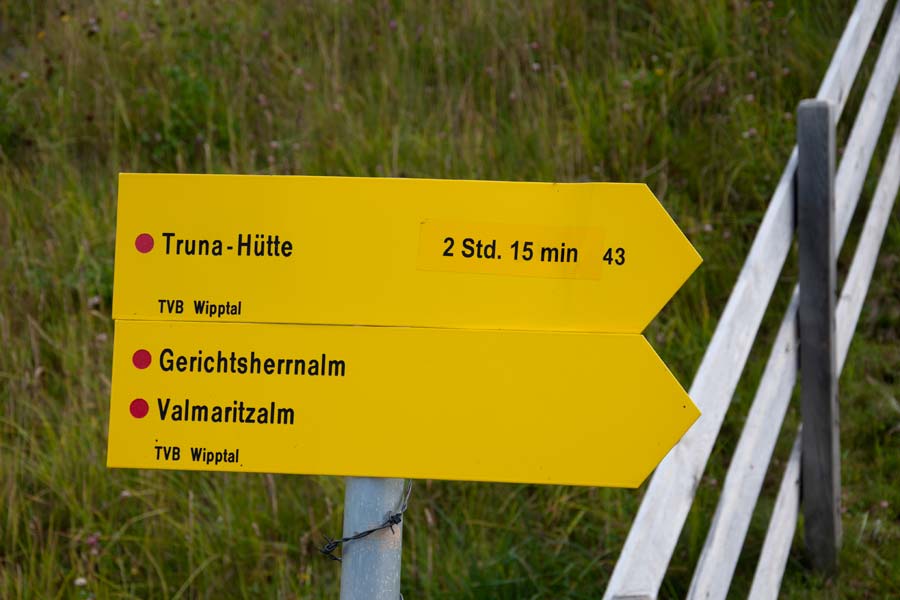 Truna-Hütte 2 Std. 15 min 43
TVB Wipptal
Gerichtsherrnalm
Valmaritzalm
TVB Wipptal